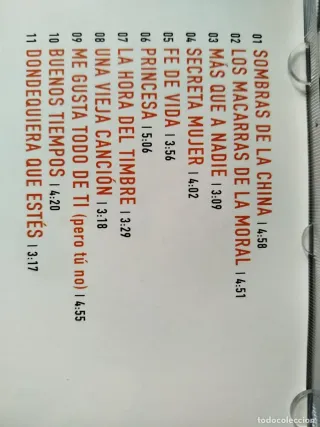 01 SOMBRAS DE LA CHINA | 4:58
02 LOS MACARRAS DE LA MORAL | 4:51
03 MÁS QUE A NADIE | 3:09
04 SECRETA MUJER | 4:02
05 FE DE VIDA | 3:56
06 PRINCESA | 5:06
07 LA HORA DEL TIMBRE | 3:29
08 UNA VIEJA CANCIÓN | 3:18
09 ME GUSTA TODO DE TI (pero tú no) | 4:55
10 BUENOS TIEMPOS | 4:20
11 DONDEQUIERA QUE ESTÉS | 3:17
todocoleccion